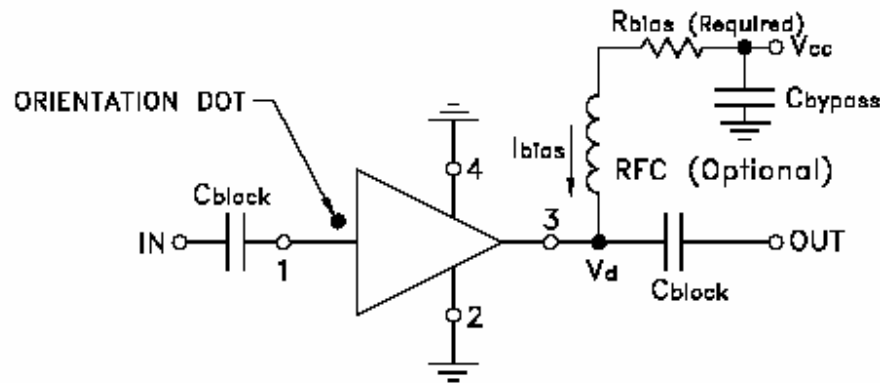 Rbias (Required)
Vcc
Cbypass
ORIENTATION DOT
Ibias
RFC (Optional)
4
Cblock
3
IN
1
Vd
OUT
Cblock
2